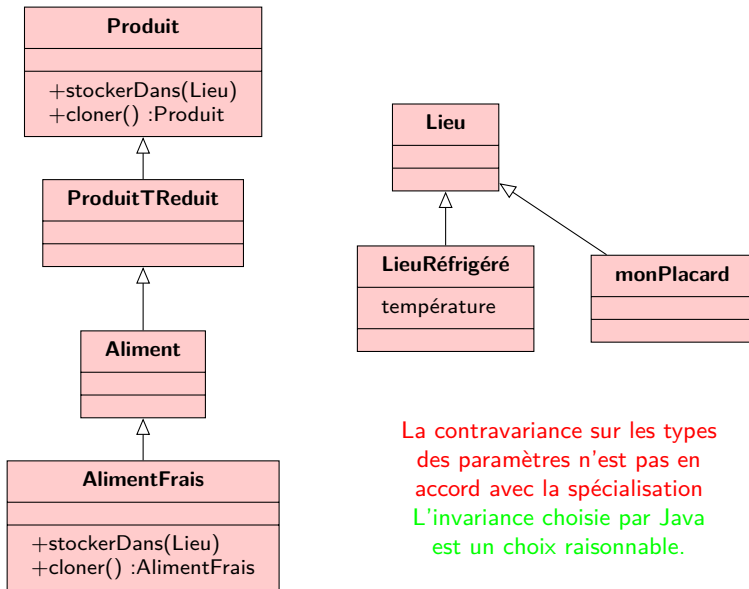 Produit
+stockerDans(Lieu)
+cloner() :Produit
ProduitTReduit
Aliment
AlimentFrais
+stockerDans(Lieu)
+cloner() :AlimentFrais
Lieu
LieuRéfrigéré
température
monPlacard
La contravariance sur les types
des paramètres n'est pas en
accord avec la spécialisation
L'invariance choisie par Java
est un choix raisonnable.